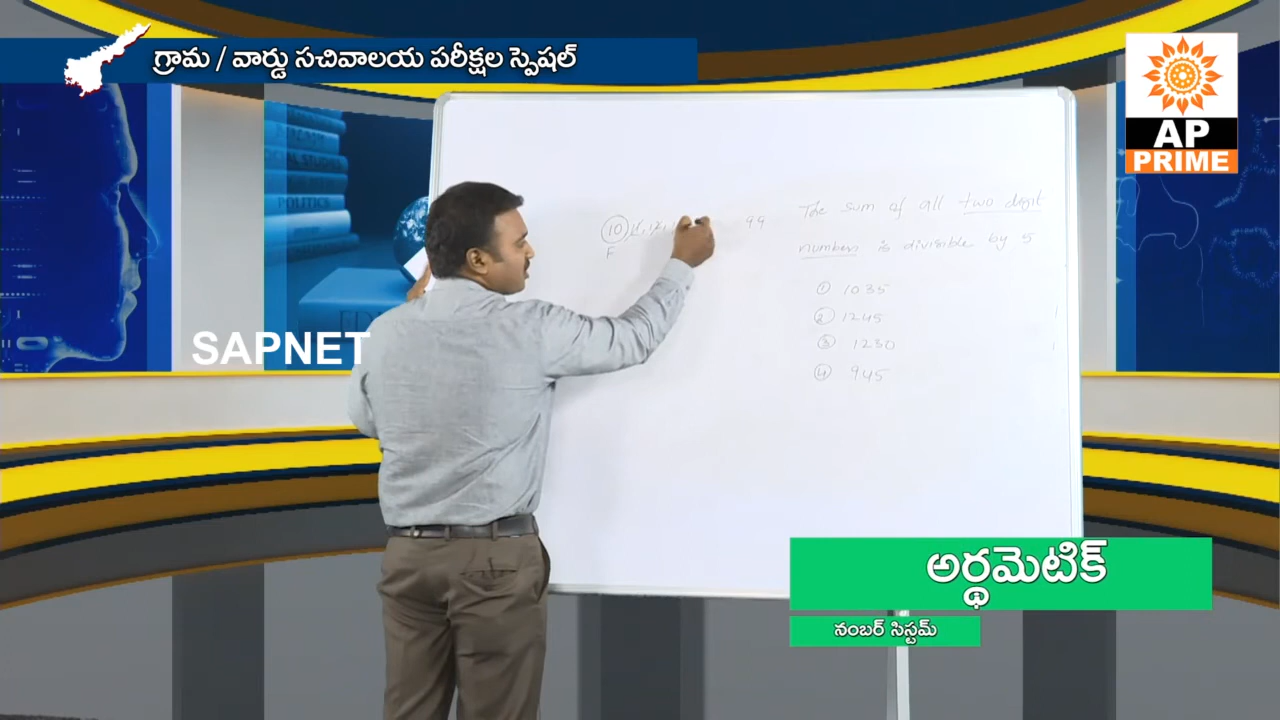 గ్రామ / వార్డు సచివాలయ పరీక్షల స్పెషల్
AP
PRIME
POLITICS
SAPNET
10 99
F
The sum of all two digit
numbers is divisible by 5
1 1035
2 1245
3 1230
4 945
అర్థమెటిక్
నంబర్ సిస్టమ్